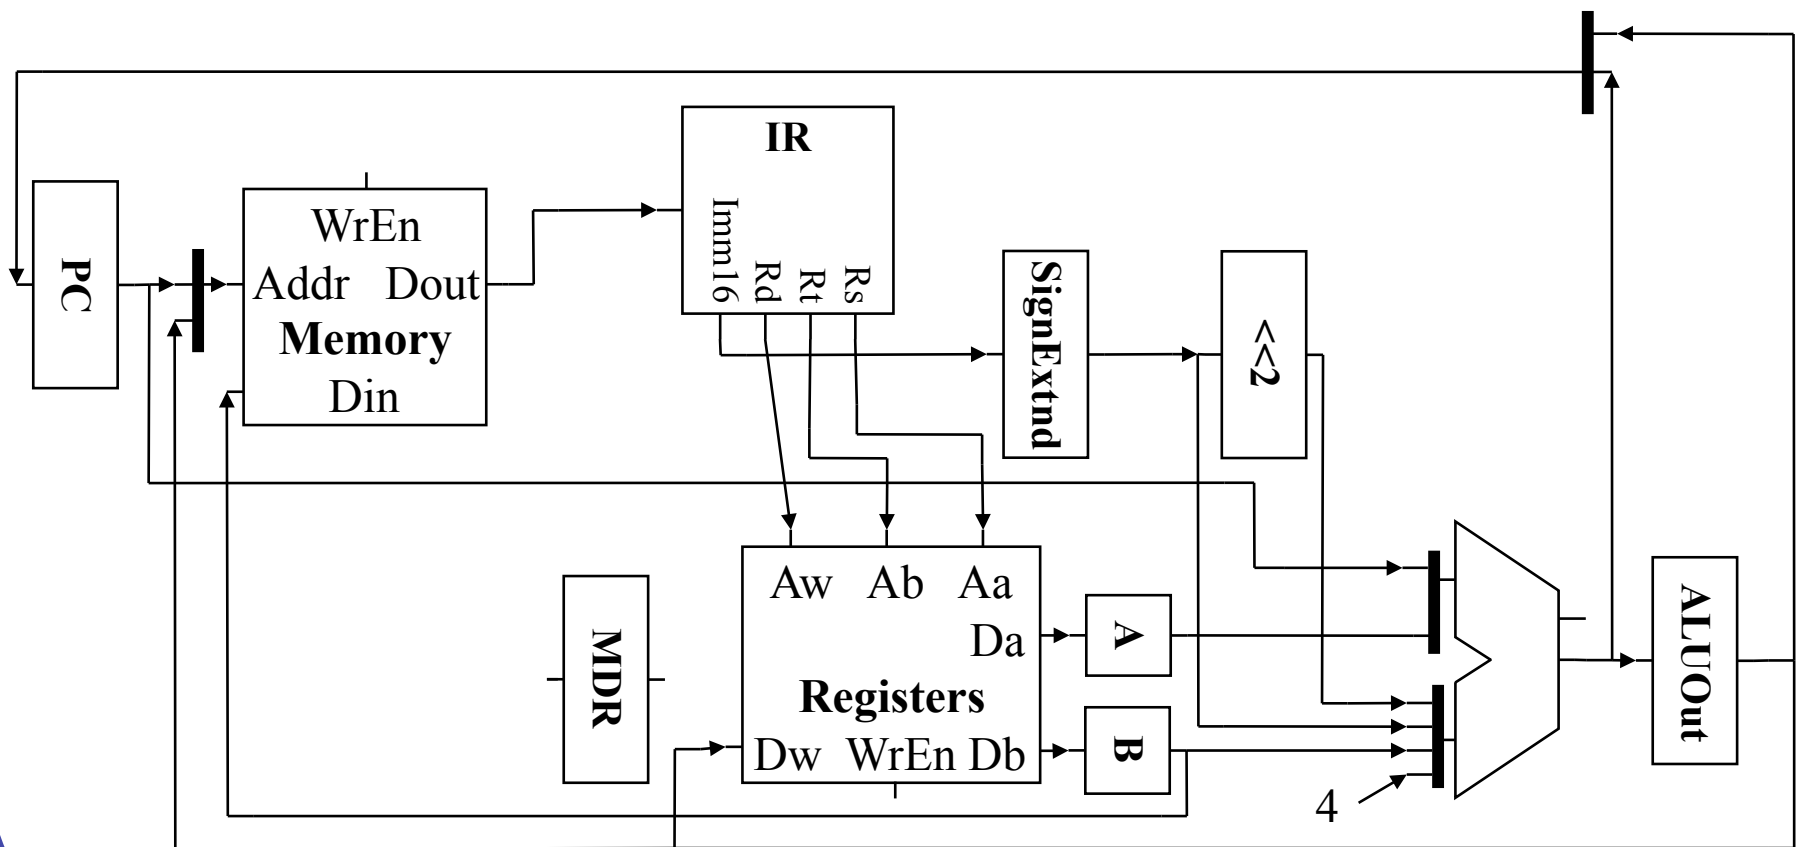 IR
Imm16
Rd
Rt
Rs
PC
WrEn
Addr Dout
Memory
Din
SignExtnd
<<2
MDR
Aw Ab Aa
Da
Registers
Dw WrEn Db
A
B
4
ALUOut